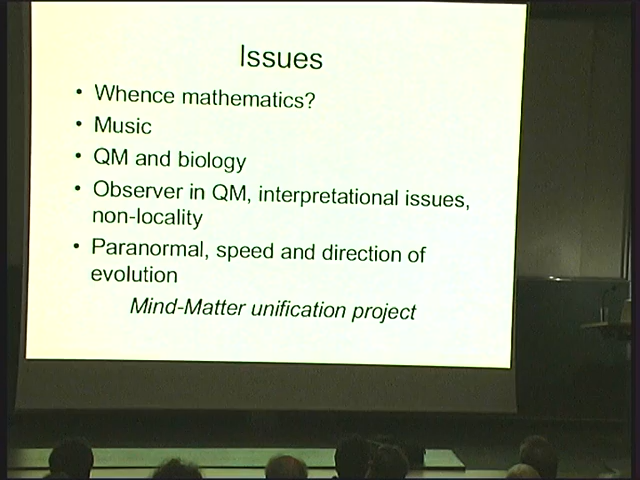 Issues
• Whence mathematics?
• Music
• QM and biology
• Observer in QM, interpretational issues,
non-locality
• Paranormal, speed and direction of
evolution
Mind-Matter unification project